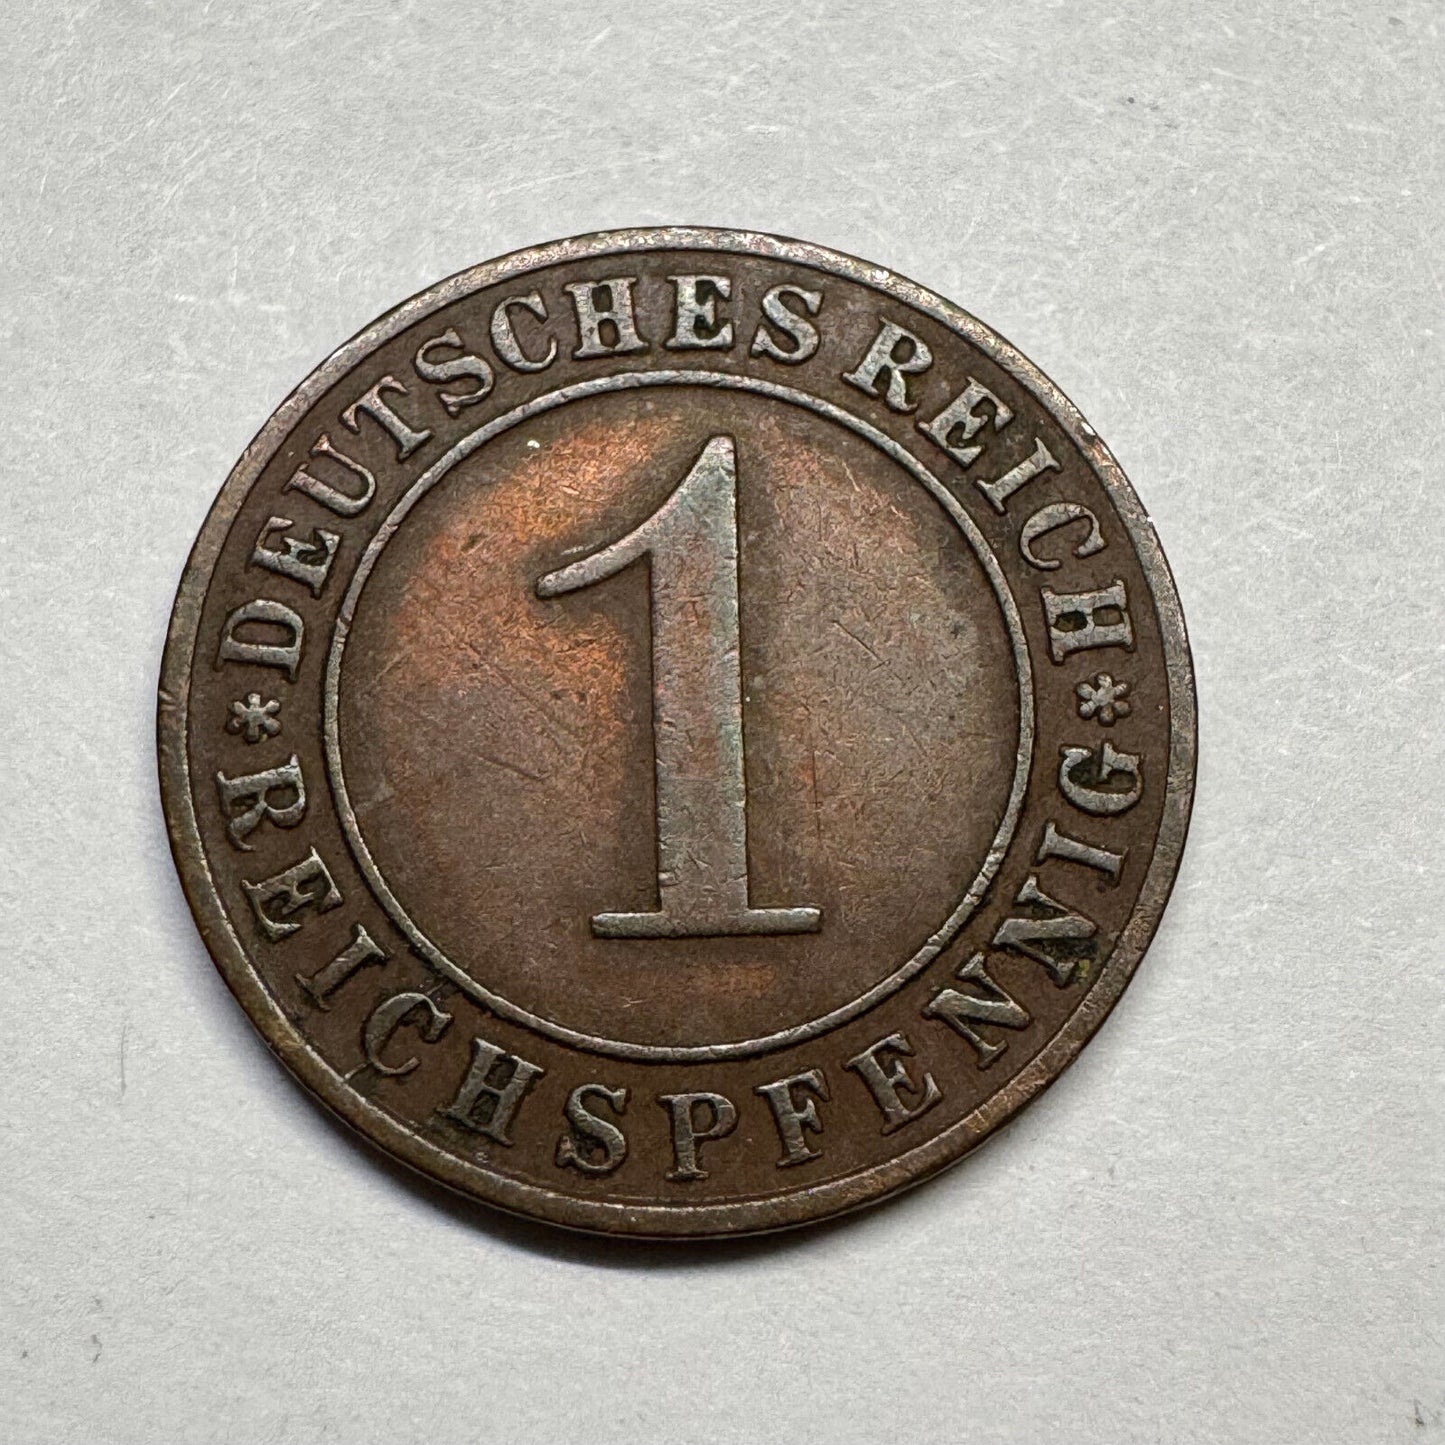 DEUTSCHES REICH
1
REICHSPFENNIG